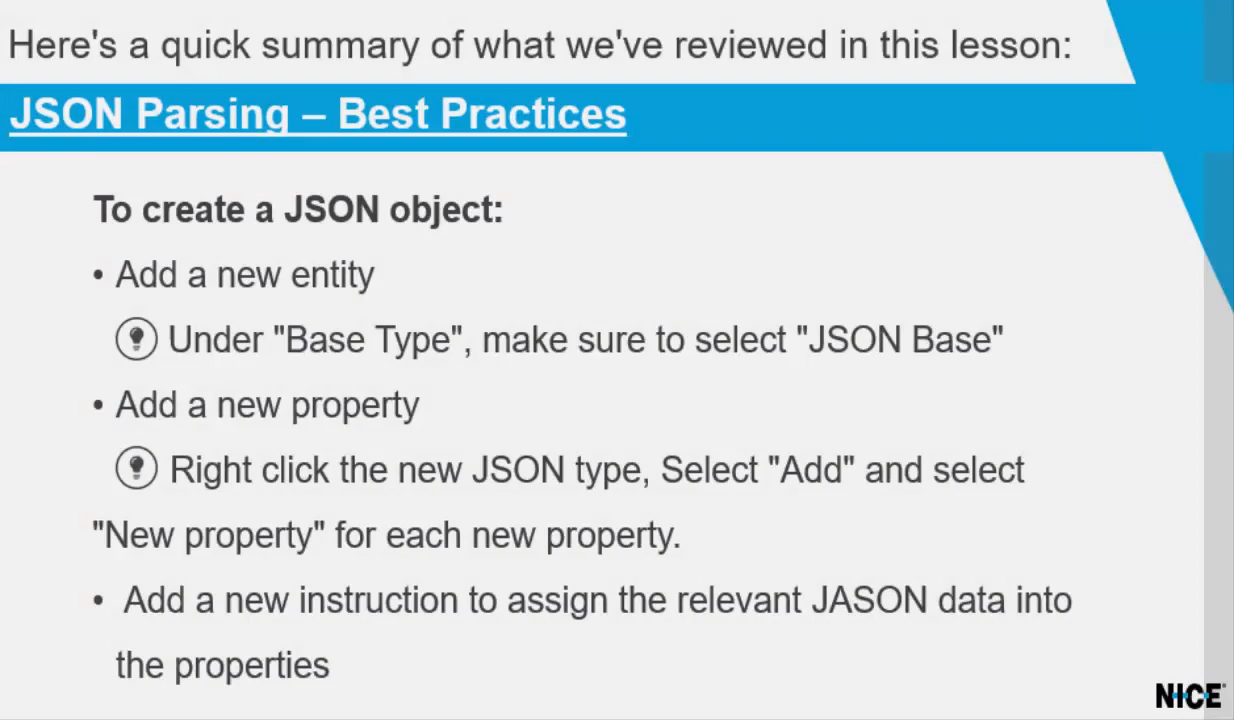 Here's a quick summary of what we've reviewed in this lesson:
JSON Parsing – Best Practices
To create a JSON object:
• Add a new entity
Under "Base Type", make sure to select "JSON Base"
• Add a new property
Right click the new JSON type, Select "Add" and select
"New property" for each new property.
• Add a new instruction to assign the relevant JASON data into
the properties
NICE®